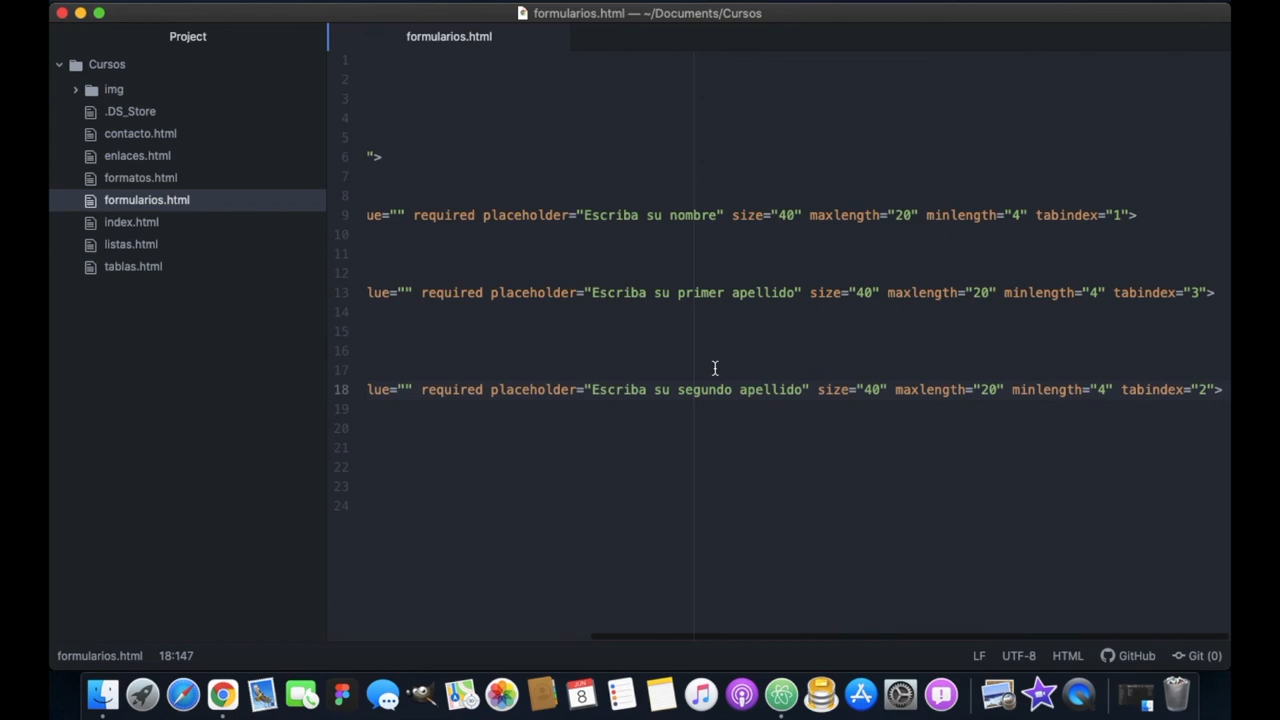 formularios.html — ~/Documents/Cursos
Project
formularios.html
Cursos
img
.DS_Store
contacto.html
enlaces.html
formatos.html
formularios.html
index.html
listas.html
tablas.html
1
2
3
4
5
6 ">
7
8
9 ue="" required placeholder="Escriba su nombre" size="40" maxlength="20" minlength="4" tabindex="1">
10
11
12
13 lue="" required placeholder="Escriba su primer apellido" size="40" maxlength="20" minlength="4" tabindex="3">
14
15
16
17
18 lue="" required placeholder="Escriba su segundo apellido" size="40" maxlength="20" minlength="4" tabindex="2">
19
20
21
22
23
24
formularios.html 18:147 LF UTF-8 HTML GitHub Git (0)
JUN
8